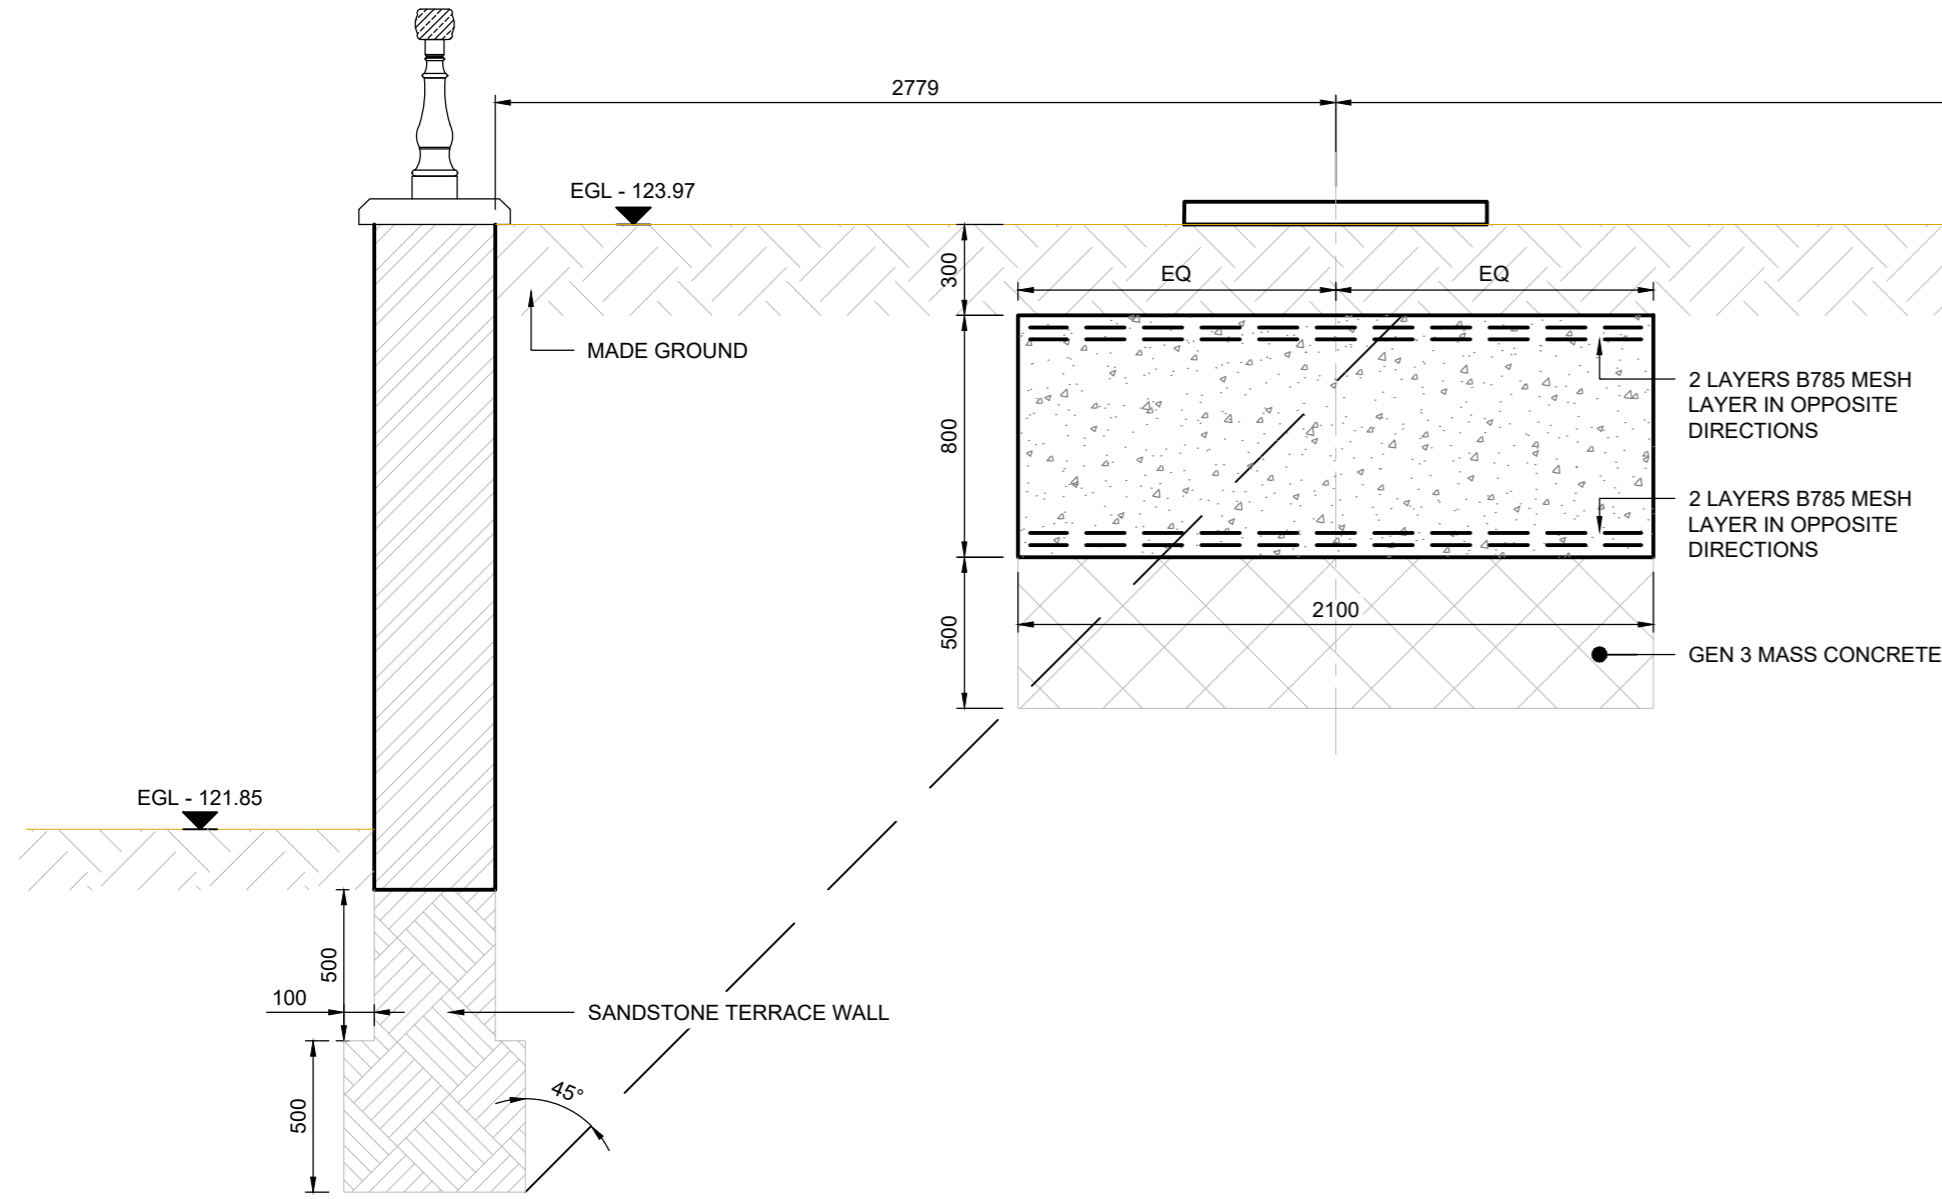 2779
EGL - 123.97
300
EQ
EQ
MADE GROUND
800
2 LAYERS B785 MESH
LAYER IN OPPOSITE
DIRECTIONS
2 LAYERS B785 MESH
LAYER IN OPPOSITE
DIRECTIONS
2100
500
GEN 3 MASS CONCRETE
EGL - 121.85
500
100
SANDSTONE TERRACE WALL
45°
500